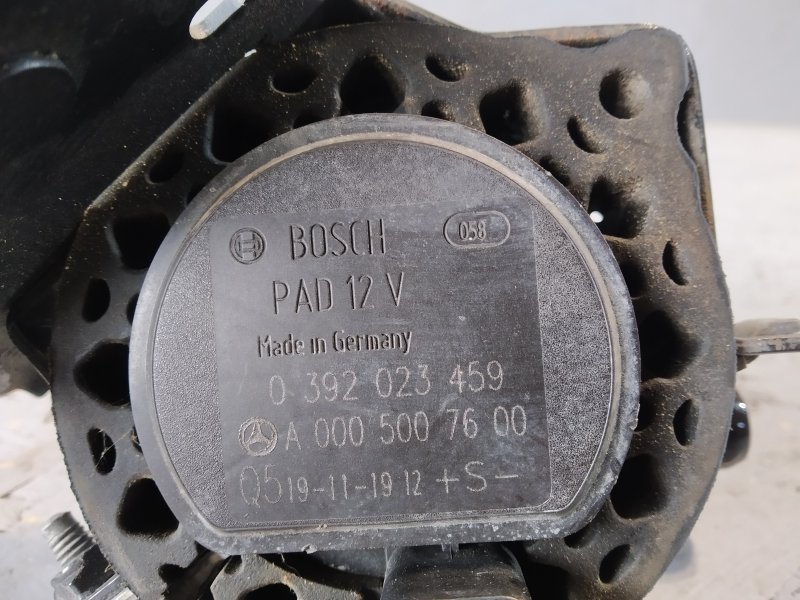 BOSCH 058
PAD 12 V
Made in Germany
0 392 023 459
A 000 500 76 00
Q5 19-11-19 12 +S-